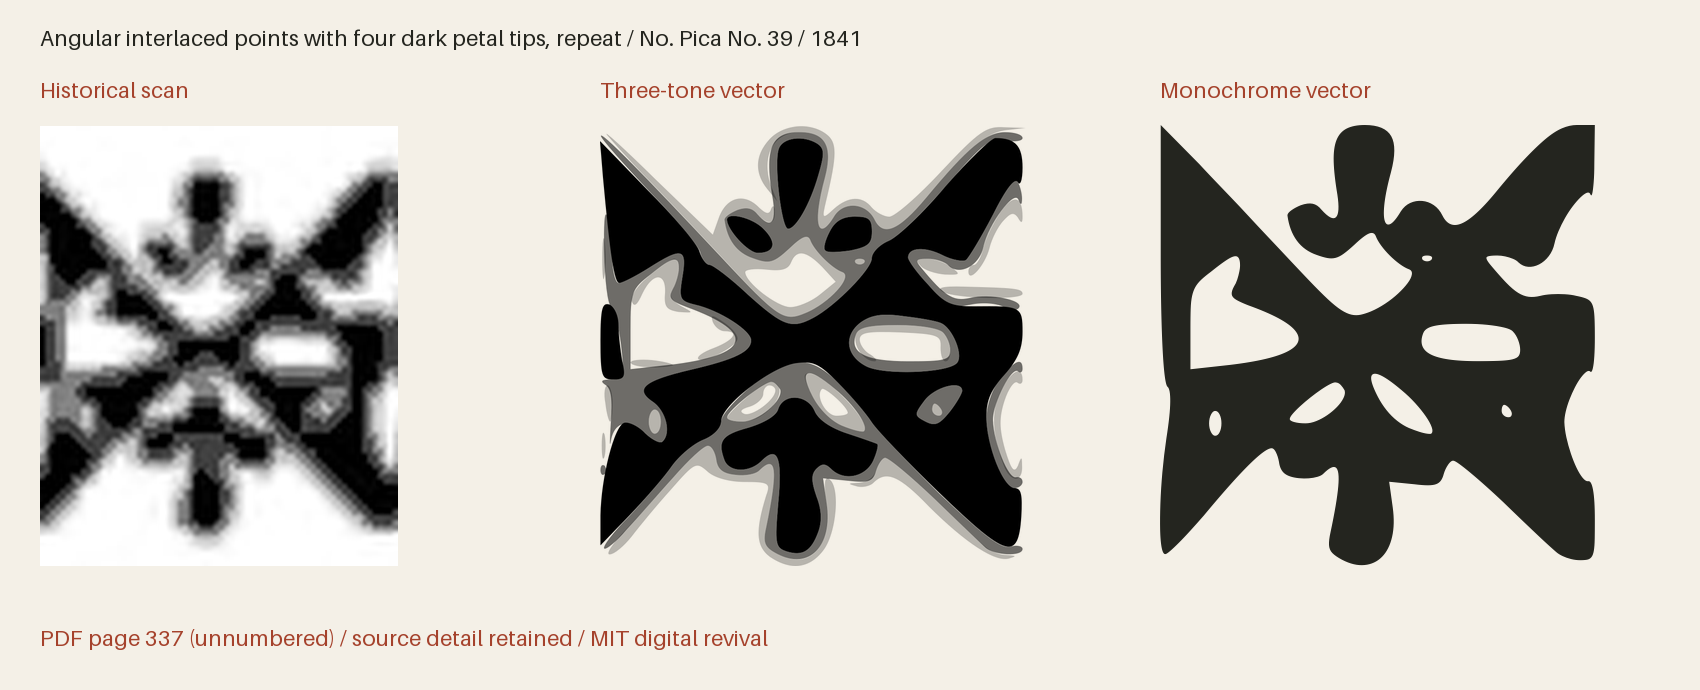 Angular interlaced points with four dark petal tips, repeat / No. Pica No. 39 / 1841
Historical scan
Three-tone vector
Monochrome vector
PDF page 337 (unnumbered) / source detail retained / MIT digital revival